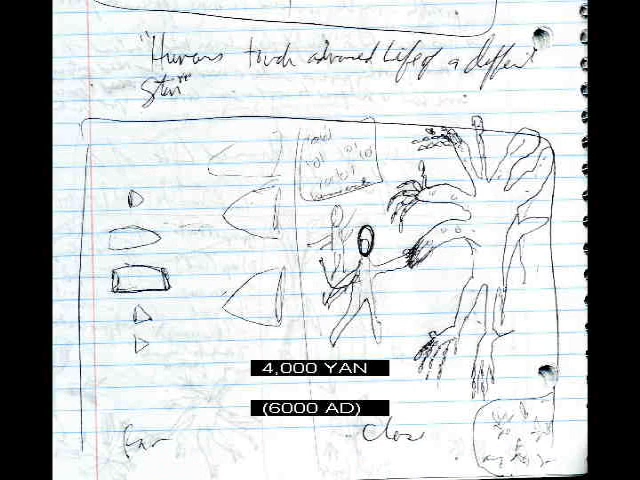 "Humans touch advanced Life of a different
Star"
4,000 YAN
(6000 AD)
Far
Close